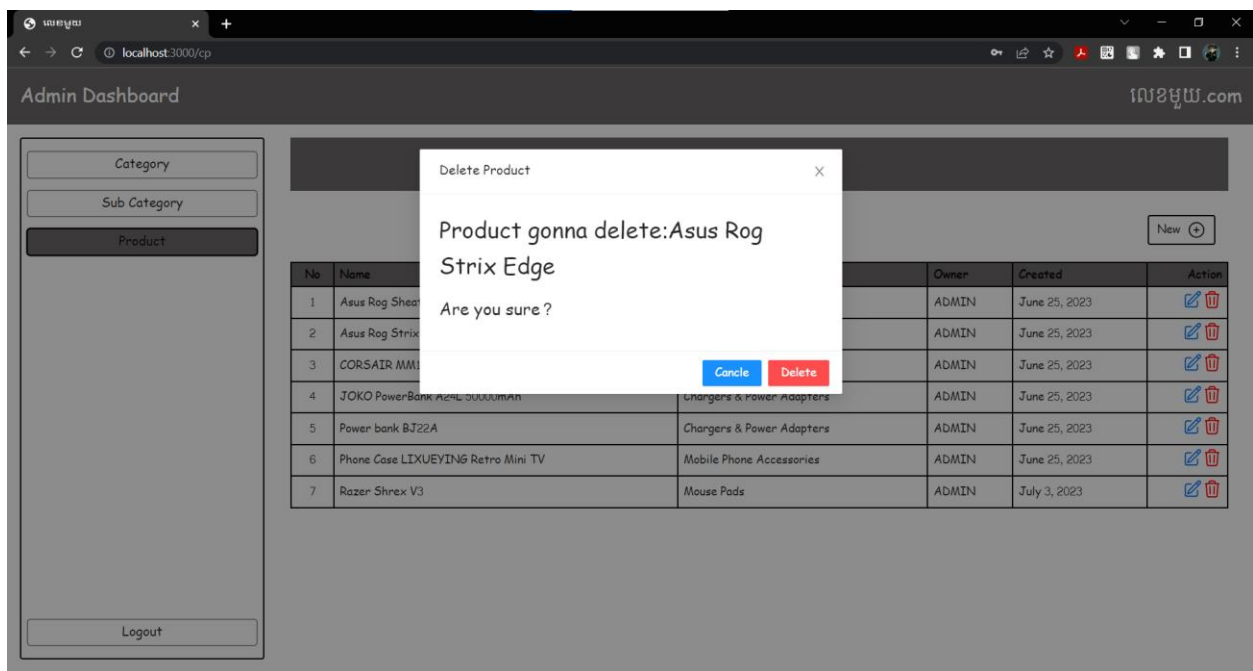 លេខមួយ
localhost:3000/cp
Admin Dashboard
លេខមួយ.com
Category
Sub Category
Product
Logout
Delete Product
Product gonna delete:Asus Rog
Strix Edge
Are you sure?
Cancle Delete
New
No Name Owner Created Action
1 Asus Rog ADMIN June 25, 2023
2 Asus Rog Strix ADMIN June 25, 2023
3 CORSAIR ADMIN June 25, 2023
4 JOKO PowerBank A24L 50000mAh Chargers & Power Adapters ADMIN June 25, 2023
5 Power bank BJ22A Chargers & Power Adapters ADMIN June 25, 2023
6 Phone Case LIXUEYING Retro Mini TV Mobile Phone Accessories ADMIN June 25, 2023
7 Razer Shrex V3 Mouse Pads ADMIN July 3, 2023